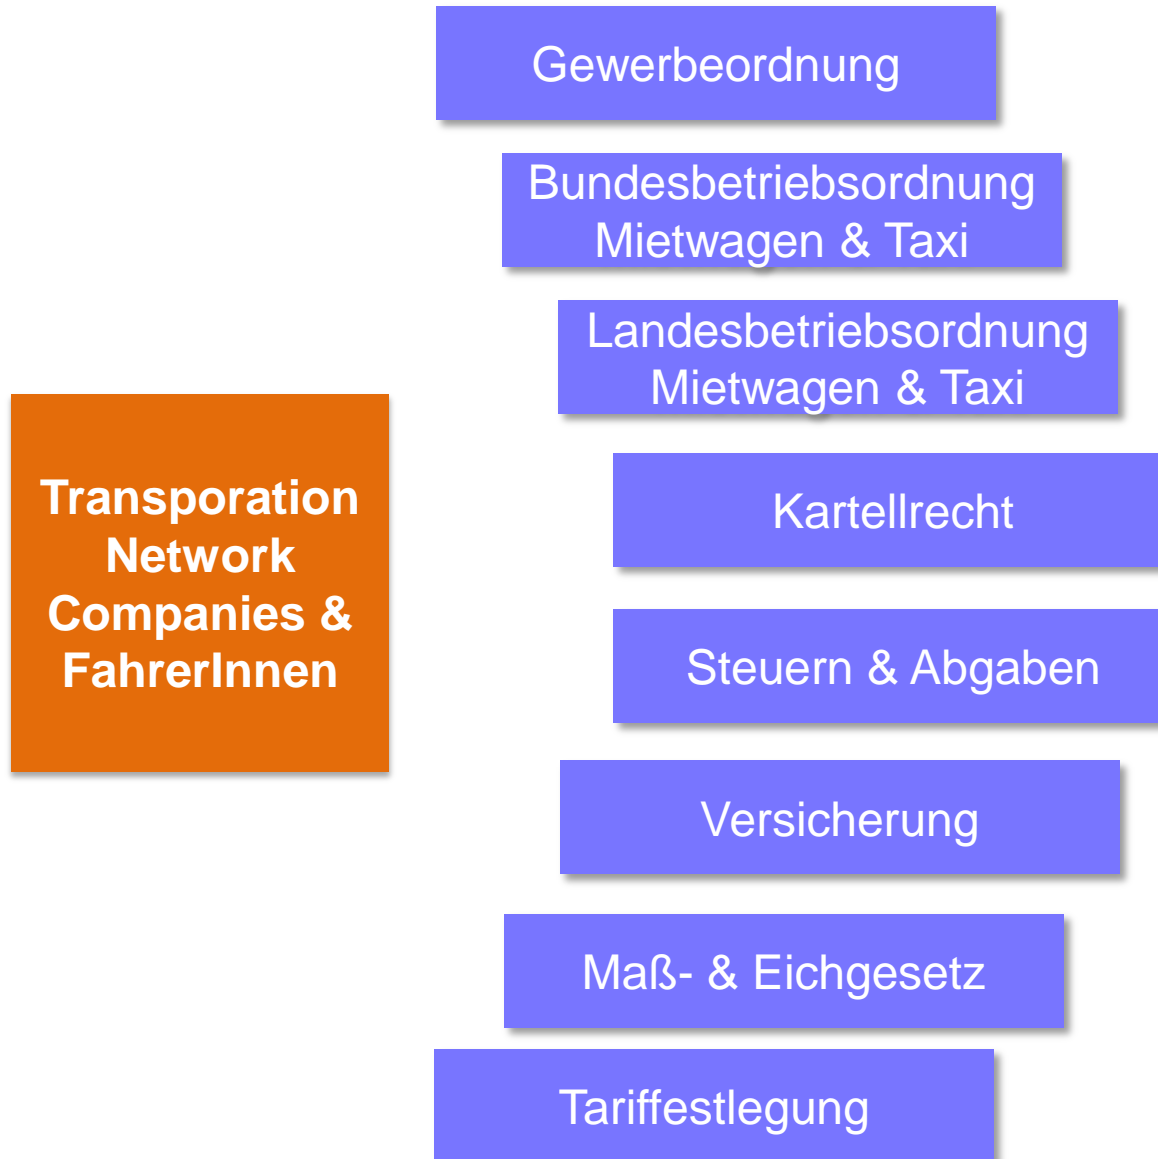 Gewerbeordnung
Bundesbetriebsordnung
Mietwagen & Taxi
Landesbetriebsordnung
Mietwagen & Taxi
Transporation
Network
Companies &
FahrerInnen
Kartellrecht
Steuern & Abgaben
Versicherung
Maß- & Eichgesetz
Tariffestlegung